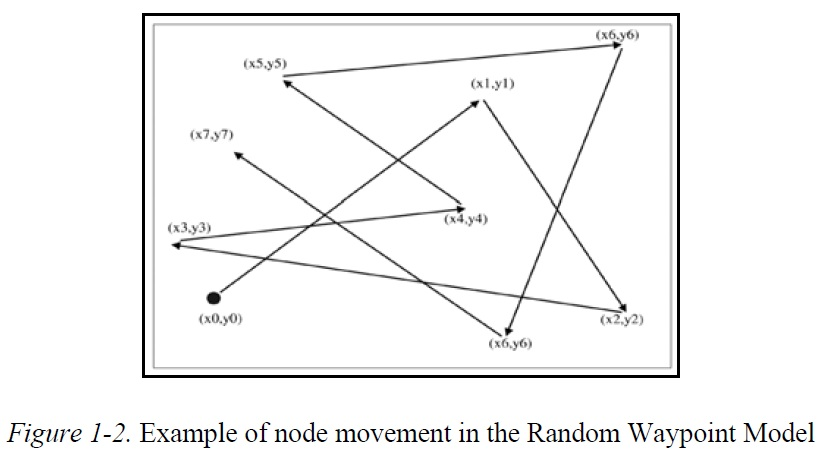 (x6,y6)
(x5,y5)
(x1,y1)
(x7,y7)
(x4,y4)
(x3,y3)
(x0,y0)
(x2,y2)
(x6,y6)
Figure 1-2. Example of node movement in the Random Waypoint Model